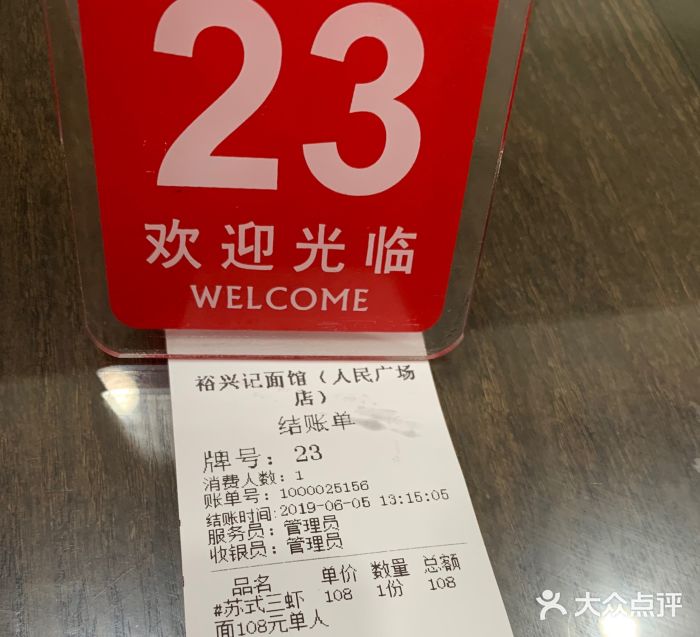 23
欢迎光临
WELCOME
裕兴记面馆（人民广场
店）
结账单
牌号：23
消费人数：1
账单号：1000025156
结账时间：2019-06-05 13:15:05
服务员：管理员
收银员：管理员
品名 单价 数量 总额
#苏式三虾 108 1份 108
面108元单人
大众点评